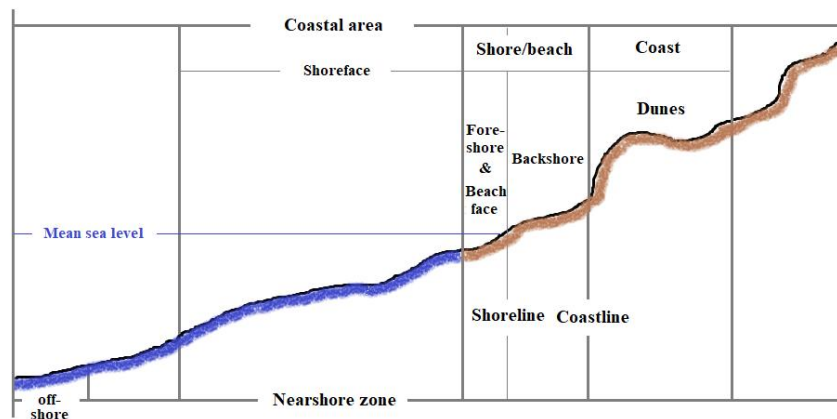 Coastal area
Shore/beach
Coast
Shoreface
Dunes
Fore-
shore
&
Beach
face
Backshore
Mean sea level
Shoreline
Coastline
off-
shore
Nearshore zone